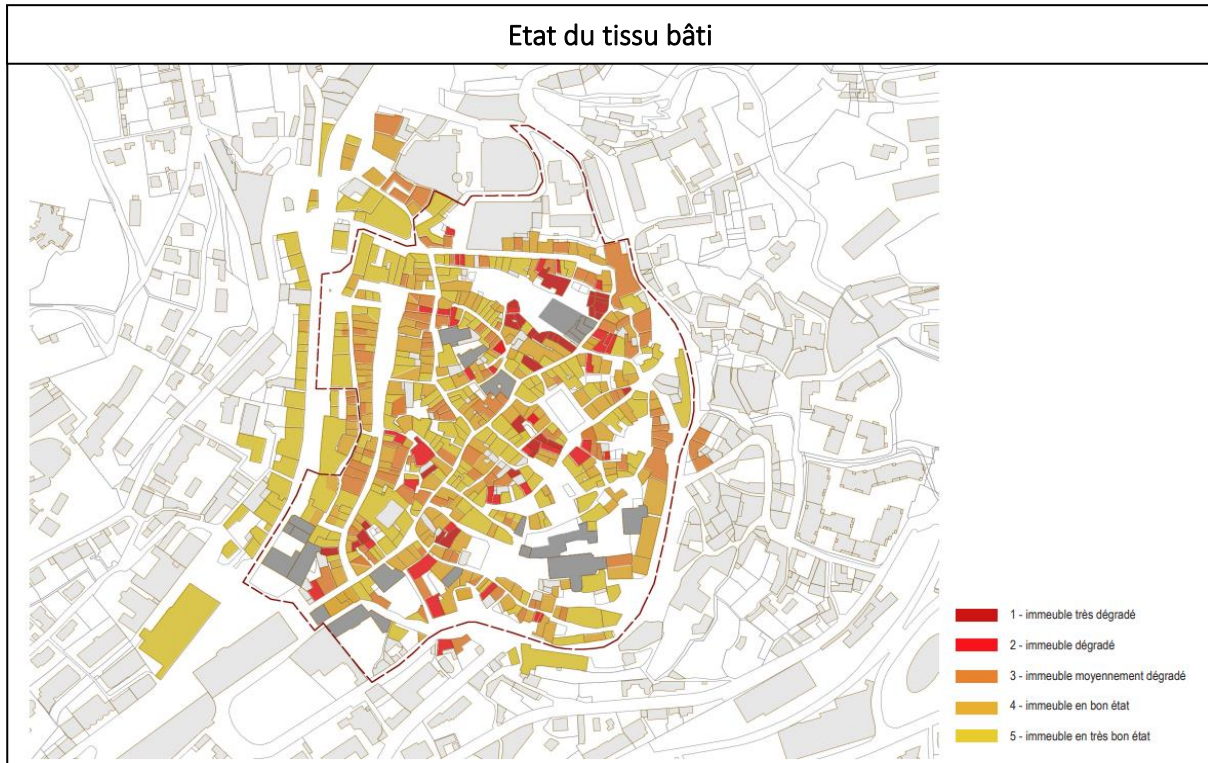 Etat du tissu bâti
1 - immeuble très dégradé
2 - immeuble dégradé
3 - immeuble moyennement dégradé
4 - immeuble en bon état
5 - immeuble en très bon état